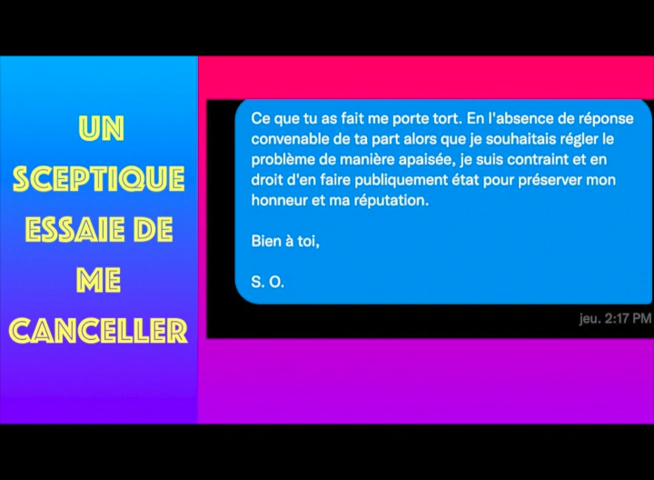 UN
SCEPTIQUE
ESSAIE DE
ME
CANCELLER
Ce que tu as fait me porte tort. En l'absence de réponse
convenable de ta part alors que je souhaitais régler le
problème de manière apaisée, je suis contraint et en
droit d'en faire publiquement état pour préserver mon
honneur et ma réputation.
Bien à toi,
S. O.
jeu. 2:17 PM